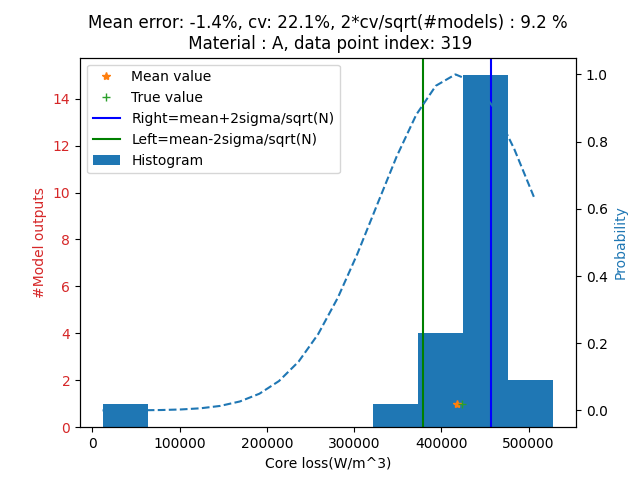 Mean error: -1.4%, cv: 22.1%, 2*cv/sqrt(#models) : 9.2 %
Material : A, data point index: 319
Mean value
True value
Right=mean+2sigma/sqrt(N)
Left=mean-2sigma/sqrt(N)
Histogram
#Model outputs
14
12
10
8
6
4
2
0
1.0
0.8
0.6
0.4
0.2
0.0
Probability
0
100000
200000
300000
400000
500000
Core loss(W/m^3)